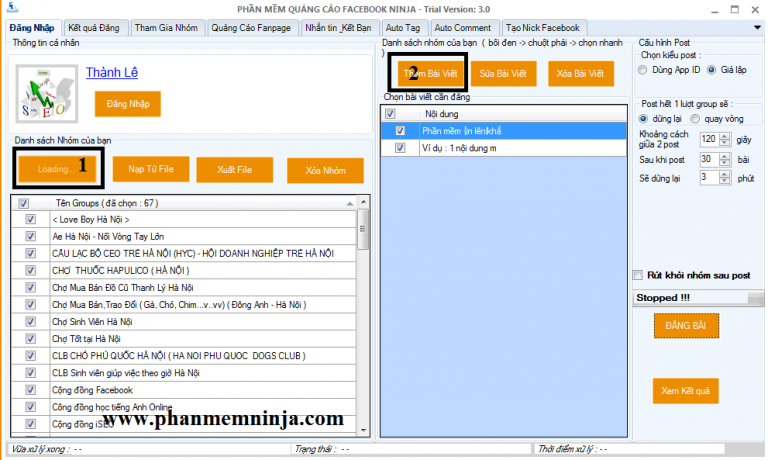 PHẦN MỀM QUẢNG CÁO FACEBOOK NINJA - Trial Version: 3.0
Đăng Nhập
Kết quả Đăng
Tham Gia Nhóm
Quảng Cáo Fanpage
Nhắn tin _Kết Bạn
Auto Tag
Auto Comment
Tạo Nick Facebook
Thông tin cá nhân
SEO
Thành Lê
Đăng Nhập
Danh sách Nhóm của bạn
Loading...
1
Nạp Từ File
Xuất File
Xóa Nhóm
Tên Groups ( đã chọn : 67 )
< Love Boy Hà Nội >
Ae Hà Nội - Nối Vòng Tay Lớn
CÂU LẠC BỘ CEO TRẺ HÀ NỘI (HYC) - HỘI DOANH NGHIỆP TRẺ HÀ NỘI
CHỢ THUỐC HAPULICO ( HÀ NỘI )
Chợ Mua Bán Đồ Cũ Thanh Lý Hà Nội
Chợ Mua Bán,Trao Đổi ( Gà, Chó, Chim...v..vv) ( Đông Anh - Hà Nội )
Chợ Sinh Viên Hà Nội
Chợ Tốt tại Hà Nội
CLB CHÓ PHÚ QUỐC HÀ NỘI ( HA NOI PHU QUOC DOGS CLUB )
CLB Sinh viên giúp việc theo giờ Hà Nội
Cộng đồng Facebook
Cộng đồng học tiếng Anh Online
Cộng đồng iSEO
www.phanmemninja.com
Danh sách nhóm của bạn ( bôi đen -> chuột phải -> chọn nhanh
)
Thêm Bài Viết
2
Sửa Bài Viết
Xóa Bài Viết
Chọn bài viết cần đăng
Nội dung
Phần mềm
Ví dụ : 1 nội dung m
Cấu hình Post
Chọn kiểu post :
Dùng App ID
Giả lập
Post hết 1 lượt group sẽ :
dừng lại
quay vòng
Khoảng cách
giữa 2 post
120
giây
Sau khi post
30
bài
Sẽ dừng lại
3
phút
Rút khỏi nhóm sau post
Stopped !!!
ĐĂNG BÀI
Xem Kết quả
Vừa xử lý xong : - -
Trạng thái : - -
Thời điểm xử lý : - -